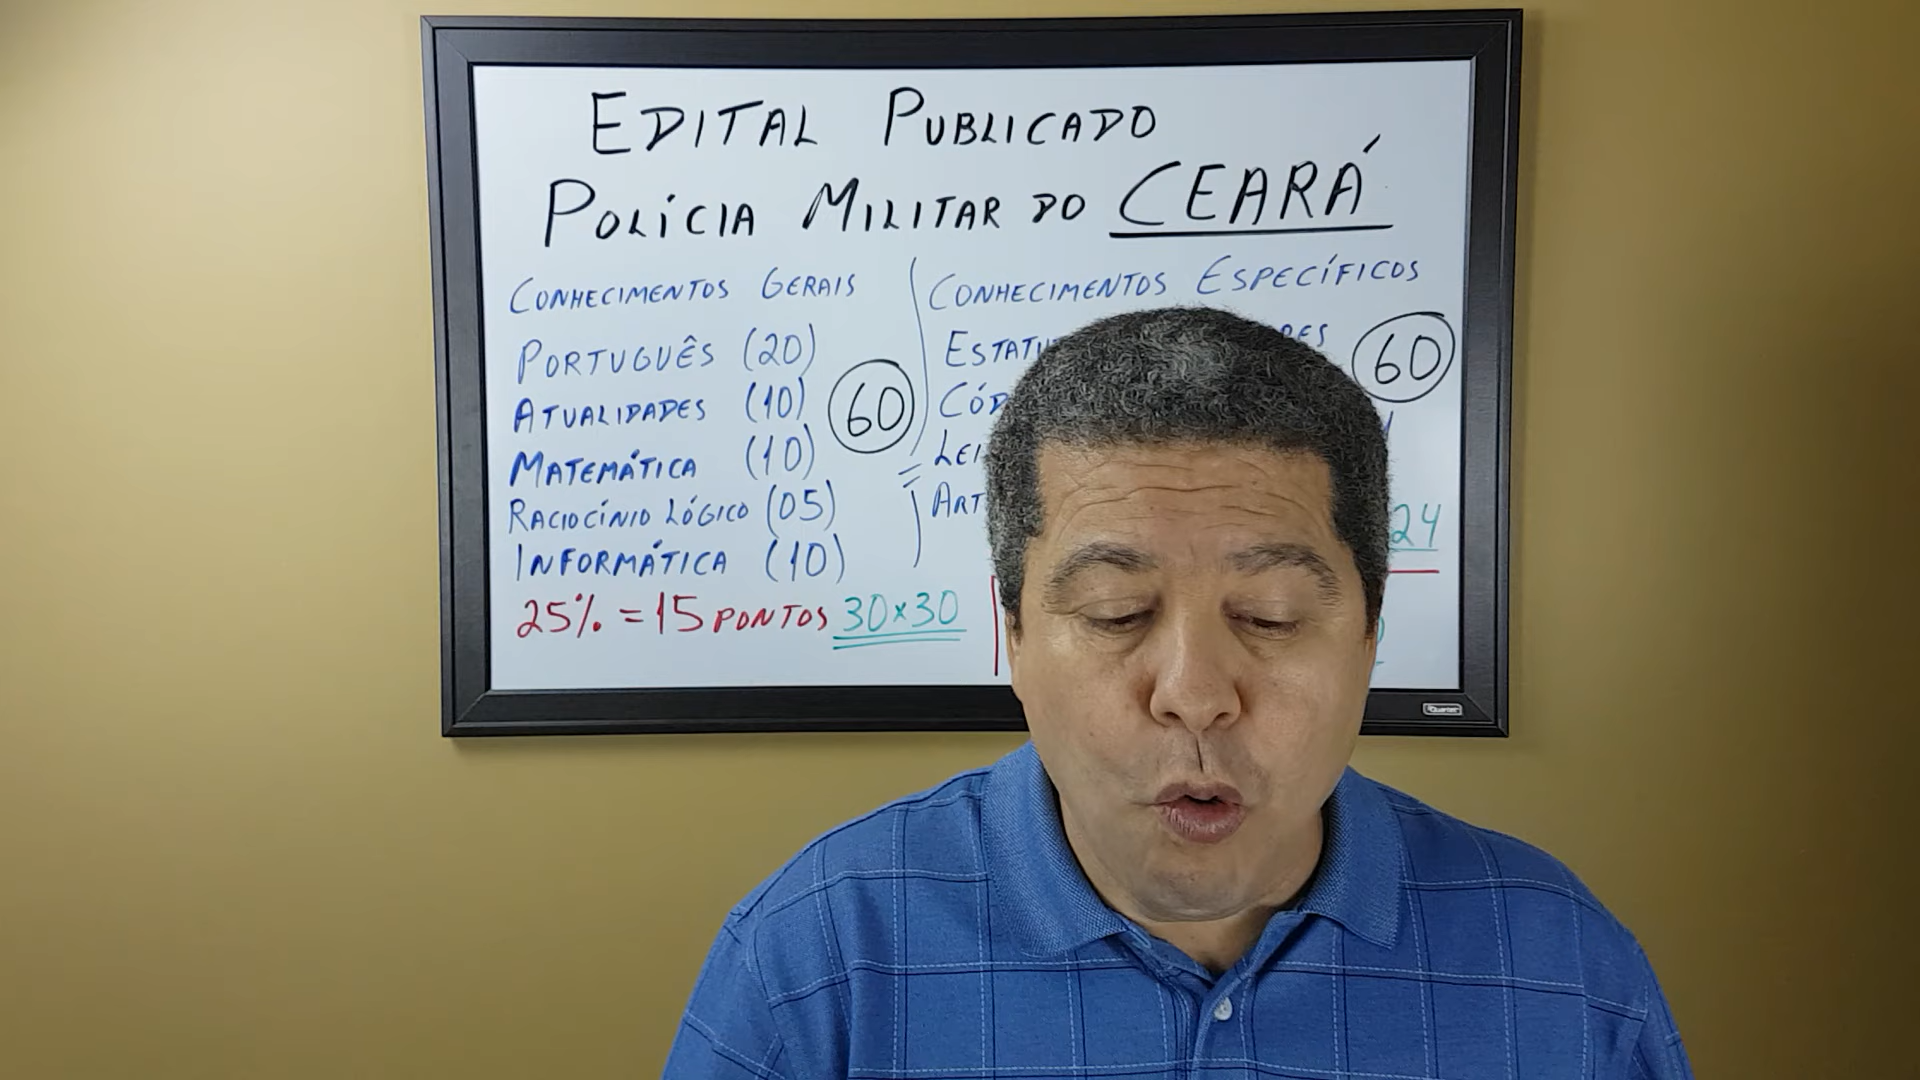 EDITAL PUBLICADO
POLÍCIA MILITAR DO CEARÁ
CONHECIMENTOS GERAIS
PORTUGUÊS (20)
ATUALIDADES (10)
60
MATEMÁTICA (10)
RACIOCÍNIO LÓGICO (05)
INFORMÁTICA (10)
25% = 15 PONTOS 30x30
CONHECIMENTOS ESPECÍFICOS
60
24
Quartet